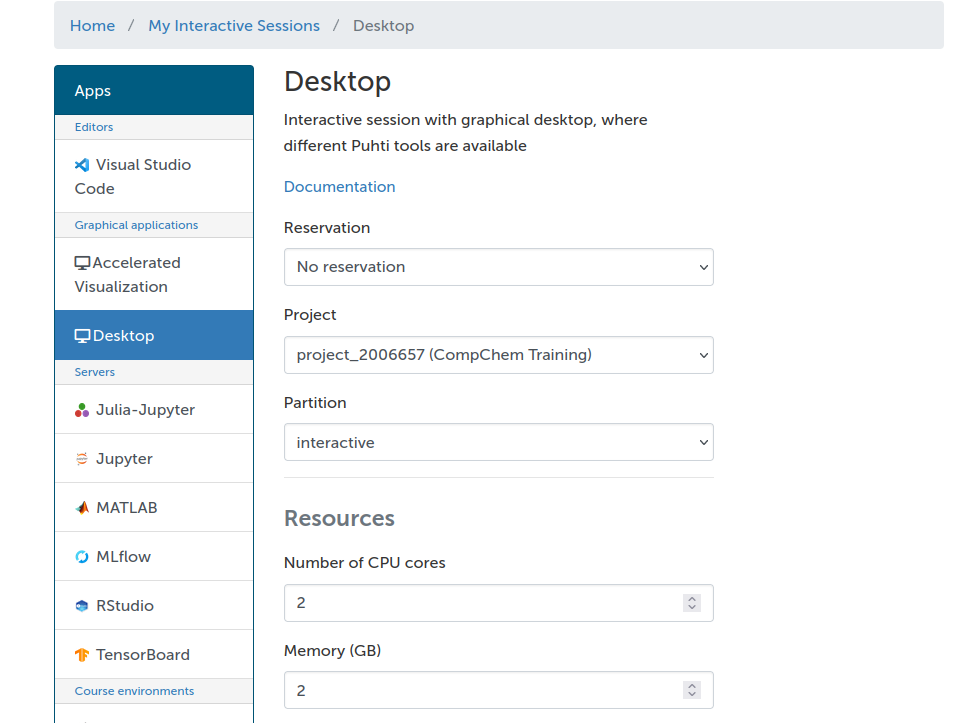 Home / My Interactive Sessions / Desktop
Apps
Editors
Visual Studio
Code
Graphical applications
Accelerated
Visualization
Desktop
Servers
Julia-Jupyter
Jupyter
MATLAB
MLflow
RStudio
TensorBoard
Course environments
Desktop
Interactive session with graphical desktop, where
different Puhti tools are available
Documentation
Reservation
No reservation
Project
project_2006657 (CompChem Training)
Partition
interactive
Resources
Number of CPU cores
2
Memory (GB)
2